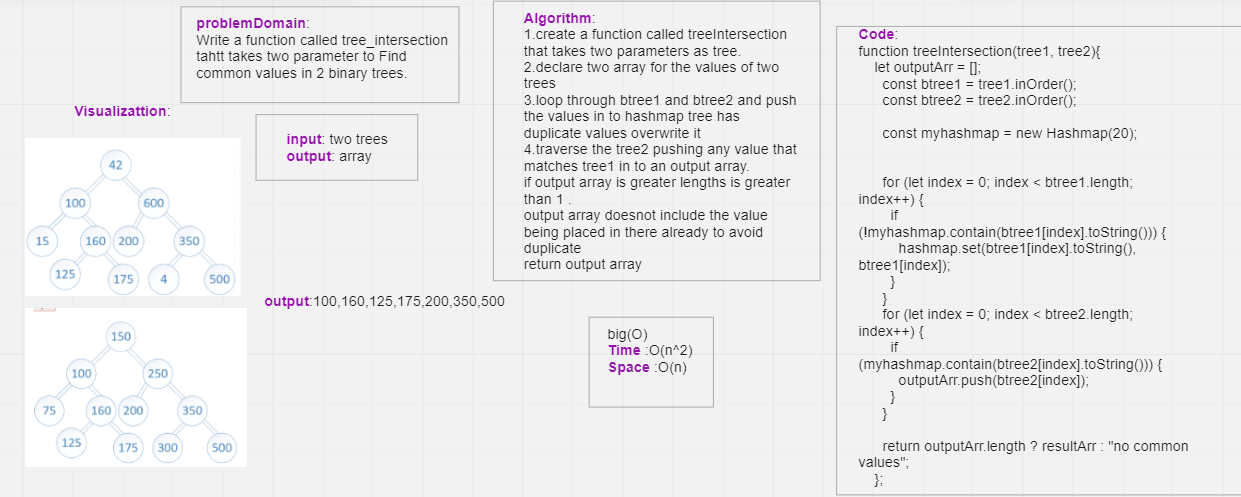 problemDomain:
Write a function called tree_intersection
tahtt takes two parameter to Find
common values in 2 binary trees.
Visualizattion:
input: two trees
output: array
42
100
600
15
160
200
350
125
175
4
500
output:100,160,125,175,200,350,500
150
100
250
75
160
200
350
125
175
300
500
Algorithm:
1.create a function called treeIntersection
that takes two parameters as tree.
2.declare two array for the values of two
trees
3.loop through btree1 and btree2 and push
the values in to hashmap tree has
duplicate values overwrite it
4.traverse the tree2 pushing any value that
matches tree1 in to an output array.
if output array is greater lengths is greater
than 1 .
output array doesnot include the value
being placed in there already to avoid
duplicate
return output array
big(O)
Time :O(n^2)
Space :O(n)
Code:
function treeIntersection(tree1, tree2){
let outputArr = [];
const btree1 = tree1.inOrder();
const btree2 = tree2.inOrder();
const myhashmap = new Hashmap(20);
for (let index = 0; index < btree1.length;
index++) {
if
(!myhashmap.contain(btree1[index].toString())) {
hashmap.set(btree1[index].toString(),
btree1[index]);
}
}
for (let index = 0; index < btree2.length;
index++) {
if
(myhashmap.contain(btree2[index].toString())) {
outputArr.push(btree2[index]);
}
}
return outputArr.length ? resultArr : "no common
values";
};